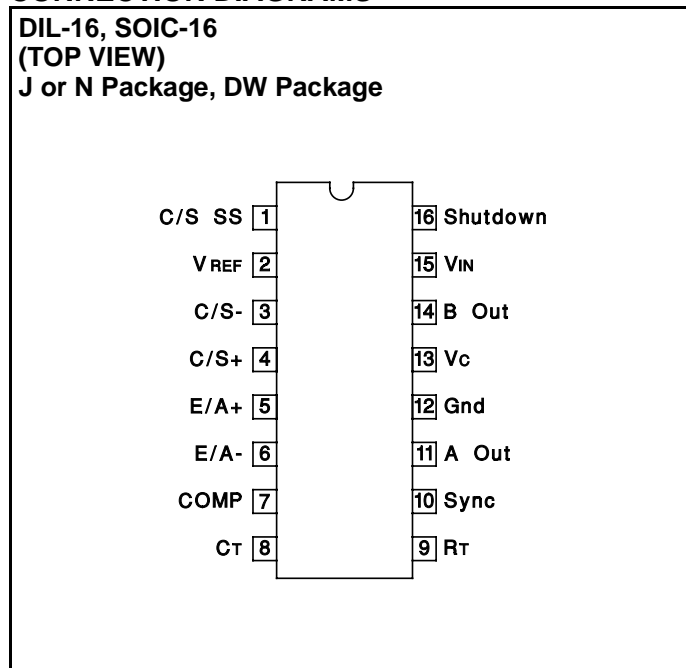 DIL-16, SOIC-16
(TOP VIEW)
J or N Package, DW Package
C/S SS 1
16 Shutdown
VREF 2
15 VIN
C/S- 3
14 B Out
C/S+ 4
13 VC
E/A+ 5
12 Gnd
E/A- 6
11 A Out
COMP 7
10 Sync
CT 8
9 RT